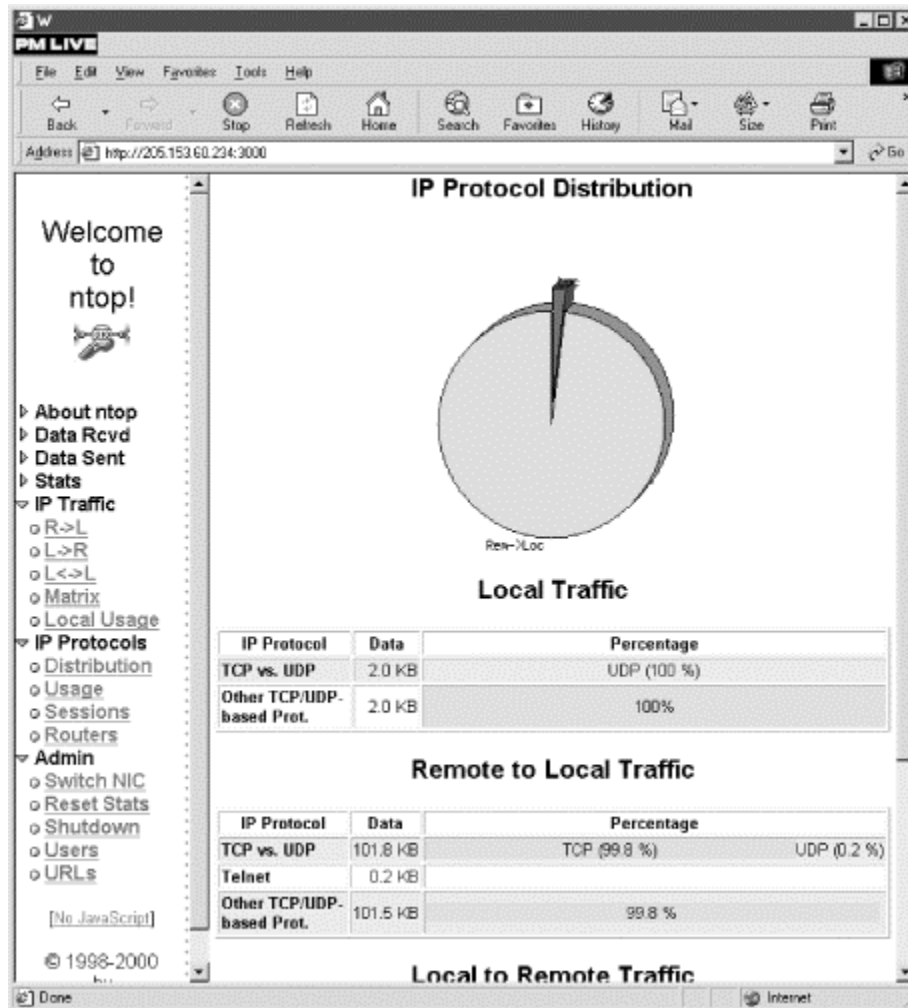 W
PM LIVE
File Edit View Favorites Tools Help
Back Forward Stop Refresh Home Search Favorites History Mail Size Print
Address http://205.153.60.234:3000 Go
Welcome
to
ntop!
About ntop
Data Rcvd
Data Sent
Stats
IP Traffic
R->L
L->R
L<->L
Matrix
Local Usage
IP Protocols
Distribution
Usage
Sessions
Routers
Admin
Switch NIC
Reset Stats
Shutdown
Users
URLs
[No JavaScript]
© 1998-2000
IP Protocol Distribution
Rem->Loc
Local Traffic
IP Protocol Data Percentage
TCP vs. UDP 2.0 KB UDP (100 %)
Other TCP/UDP-
based Prot. 2.0 KB 100%
Remote to Local Traffic
IP Protocol Data Percentage
TCP vs. UDP 101.8 KB TCP (99.8 %) UDP (0.2 %)
Telnet 0.2 KB
Other TCP/UDP-
based Prot. 101.5 KB 99.8 %
Local to Remote Traffic
Done Internet